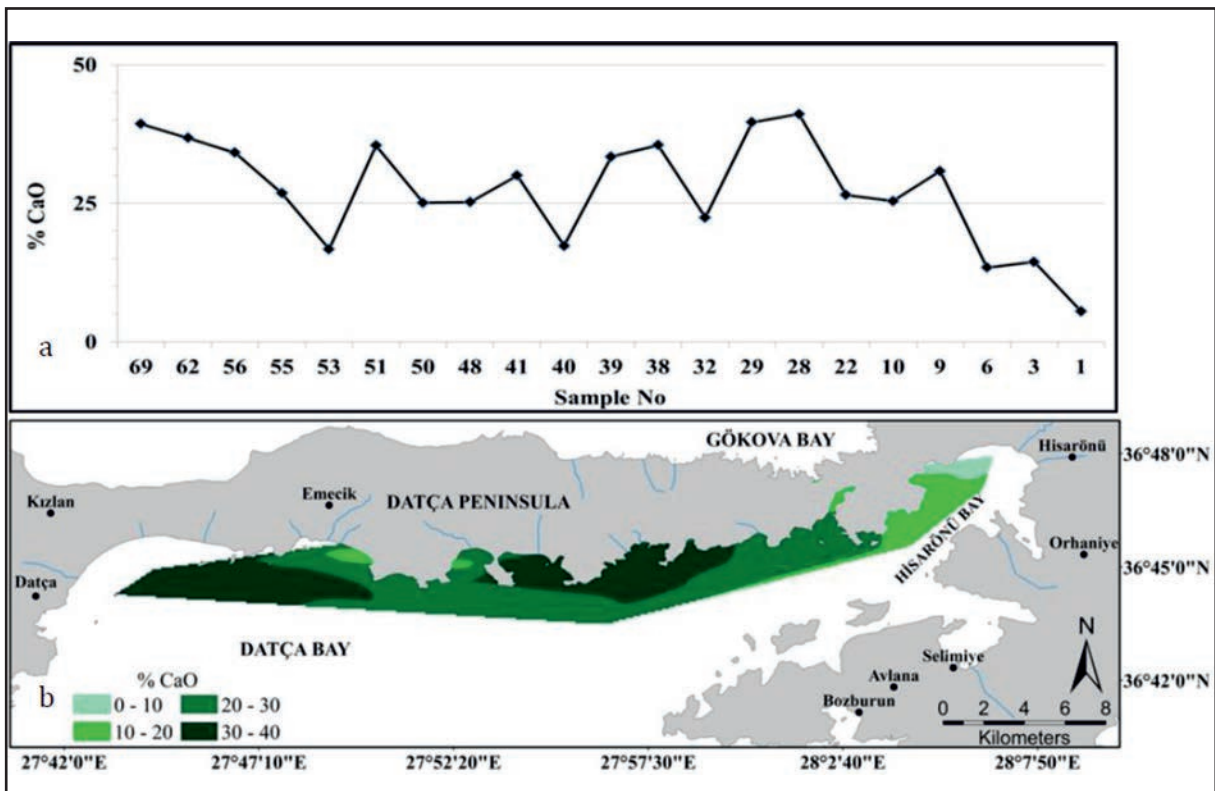 50
25
0
% CaO
a
69 62 56 55 53 51 50 48 41 40 39 38 32 29 28 22 10 9 6 3 1
Sample No
GÖKOVA BAY
Hisarönü
36°48'0"N
Kızlan
Emecik
DATÇA PENINSULA
HİSARÖNÜ BAY
Orhaniye
36°45'0"N
Datça
DATÇA BAY
N
Selimiye
Avlana
36°42'0"N
Bozburun
b
% CaO
0 - 10 20 - 30
10 - 20 30 - 40
0 2 4 6 8
Kilometers
27°42'0"E 27°47'10"E 27°52'20"E 27°57'30"E 28°2'40"E 28°7'50"E